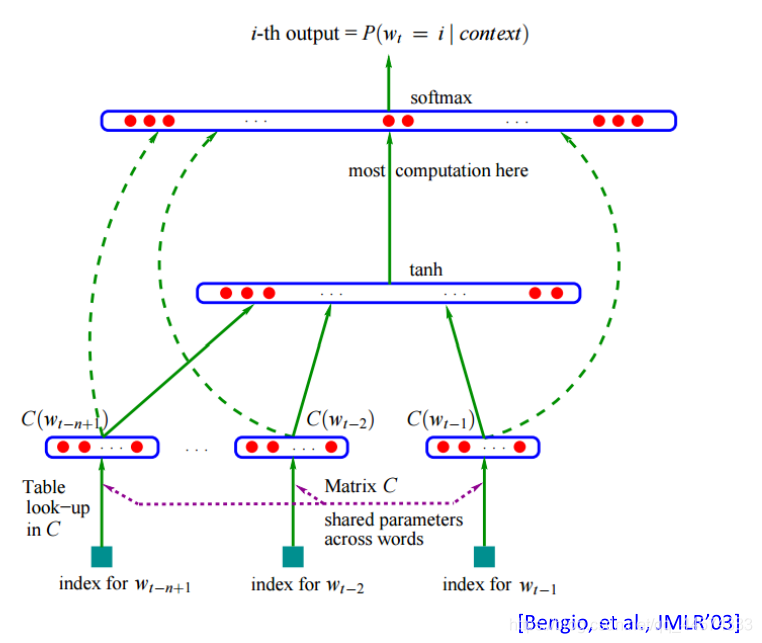 i-th output = P(w_t = i | context)
softmax
. . . . . .
most computation here
tanh
. . . . . .
C(w_{t−n+1}) C(w_{t−2}) C(w_{t−1})
. . . . . . . . . . . .
Table
look−up
in C
Matrix C
shared parameters
across words
index for w_{t−n+1} index for w_{t−2} index for w_{t−1}
[Bengio, et al., JMLR'03]